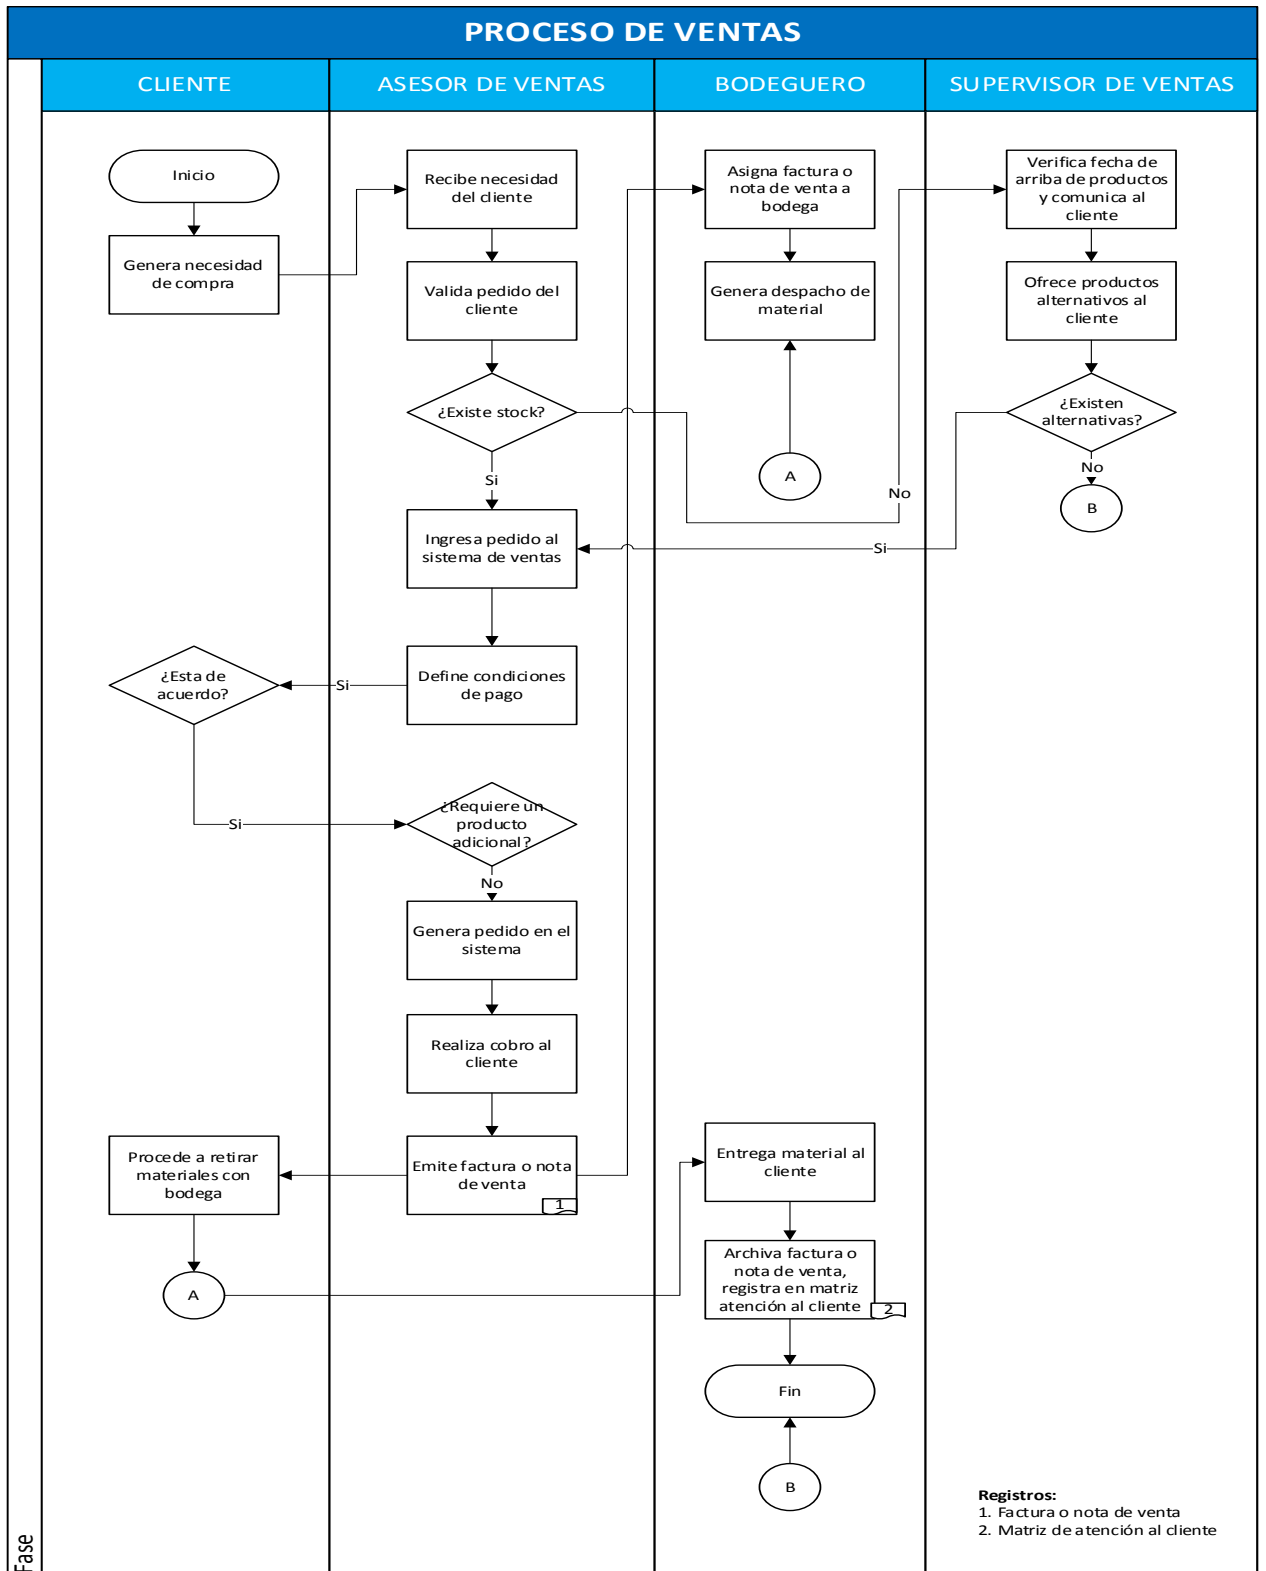 PROCESO DE VENTAS
CLIENTE
ASESOR DE VENTAS
BODEGUERO
SUPERVISOR DE VENTAS
Inicio
Genera necesidad
de compra
Recibe necesidad
del cliente
Valida pedido del
cliente
¿Existe stock?
Si
Ingresa pedido al
sistema de ventas
Define condiciones
de pago
Si
¿Esta de
acuerdo?
Si
¿Requiere un
producto
adicional?
No
Genera pedido en el
sistema
Realiza cobro al
cliente
Emite factura o nota
de venta
1
Procede a retirar
materiales con
bodega
A
Asigna factura o
nota de venta a
bodega
Genera despacho de
material
A
No
Verifica fecha de
arriba de productos
y comunica al
cliente
Ofrece productos
alternativos al
cliente
¿Existen
alternativas?
No
B
Si
Entrega material al
cliente
Archiva factura o
nota de venta,
registra en matriz
atención al cliente
2
Fin
B
Registros:
1. Factura o nota de venta
2. Matriz de atención al cliente
Fase